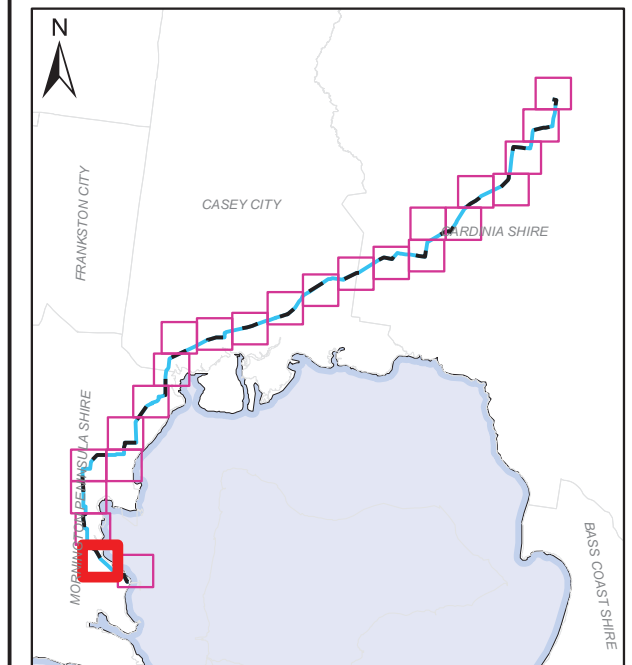 N
CASEY CITY
FRANKSTON CITY
CARDINIA SHIRE
MORNINGTON PENINSULA SHIRE
BASS COAST SHIRE